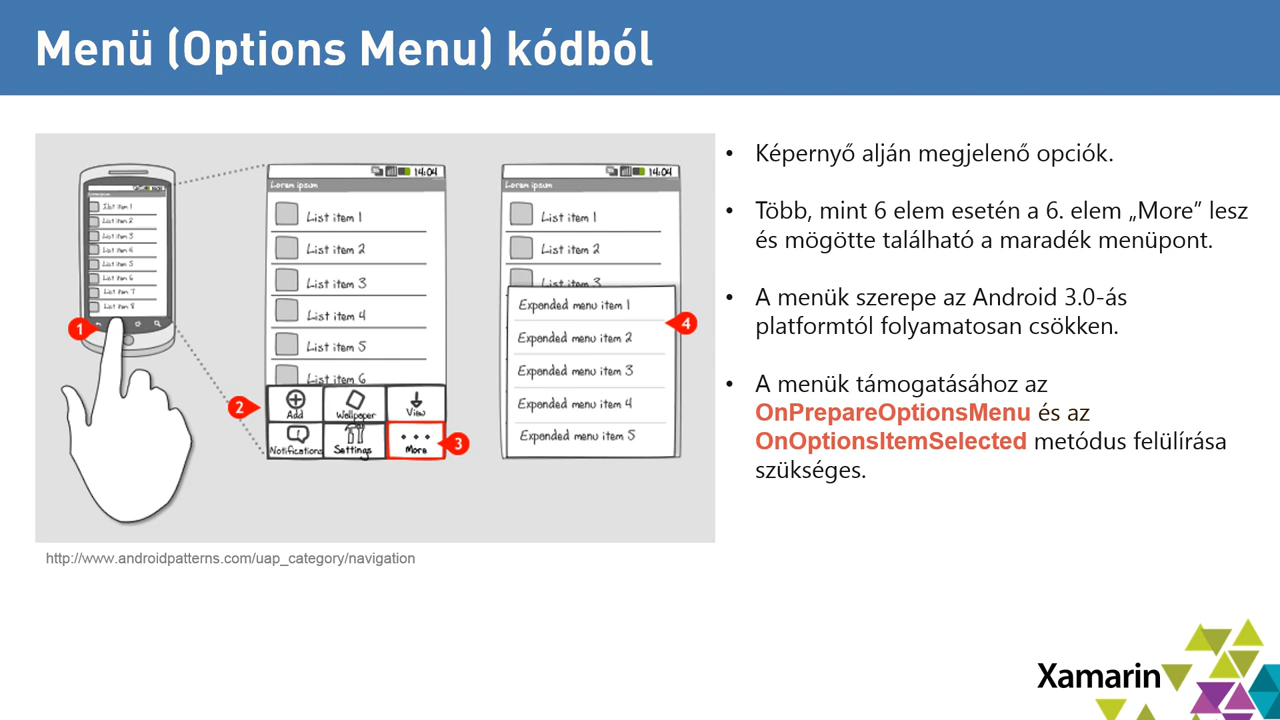 Menü (Options Menu) kódból
List item 1
List item 2
List item 3
List item 4
List item 5
List item 6
List item 7
List item 8
1
14:04
Lorem ipsum
List item 1
List item 2
List item 3
List item 4
List item 5
List item 6
2
Add
Wallpaper
View
Notifications
Settings
More
3
14:04
Lorem ipsum
List item 1
List item 2
List item 3
Expanded menu item 1
Expanded menu item 2
Expanded menu item 3
Expanded menu item 4
Expanded menu item 5
4
http://www.androidpatterns.com/uap_category/navigation
• Képernyő alján megjelenő opciók.
• Több, mint 6 elem esetén a 6. elem „More” lesz
és mögötte található a maradék menüpont.
• A menük szerepe az Android 3.0-ás
platformtól folyamatosan csökken.
• A menük támogatásához az
OnPrepareOptionsMenu és az
OnOptionsItemSelected metódus felülírása
szükséges.
Xamarin